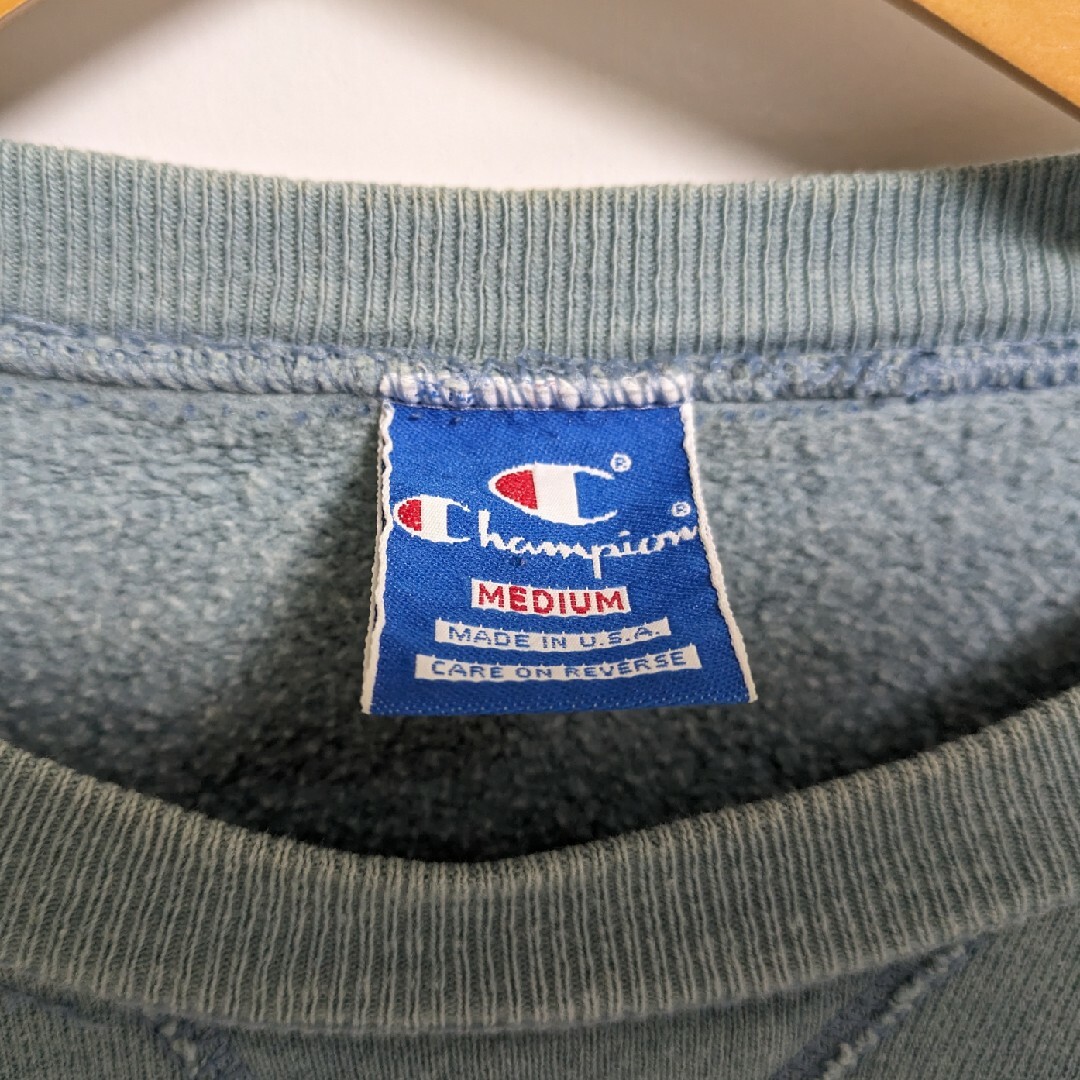 C®
Champion®
MEDIUM
MADE IN U.S.A.
CARE ON REVERSE